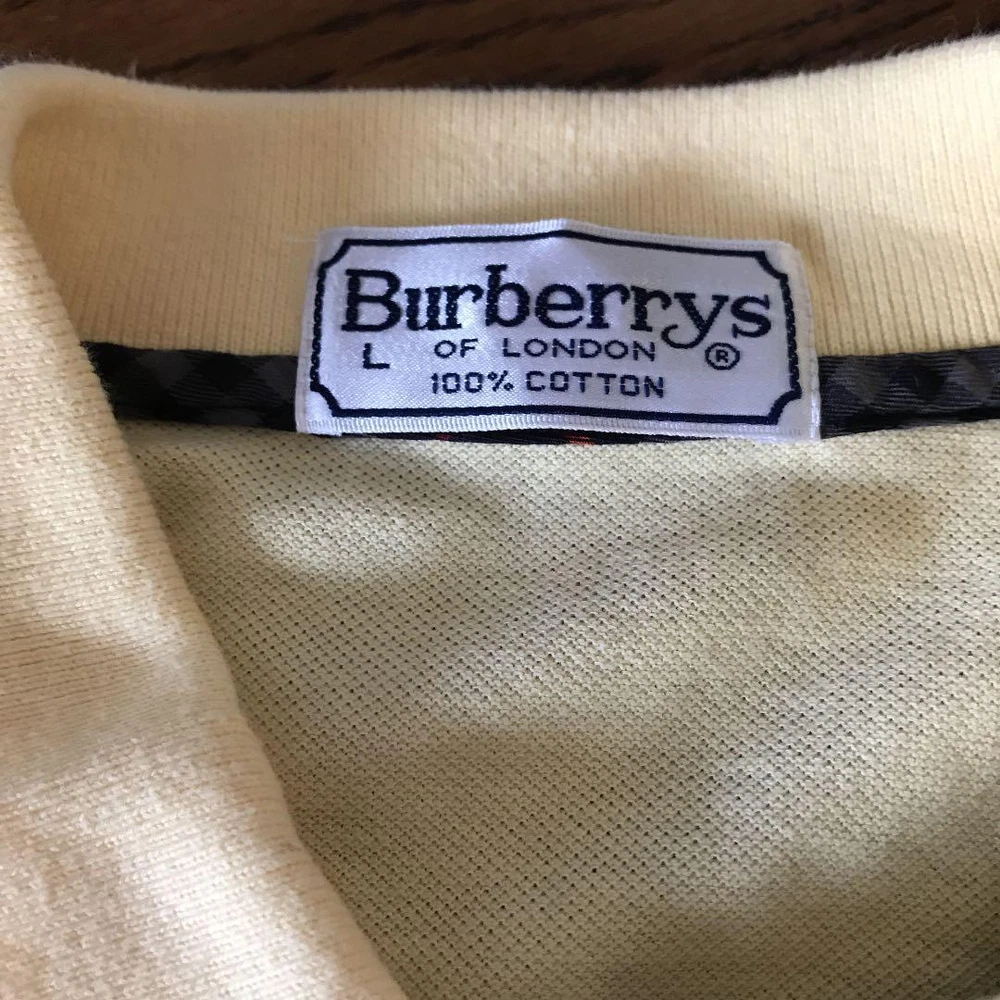 Burberrys
L OF LONDON ®
100% COTTON